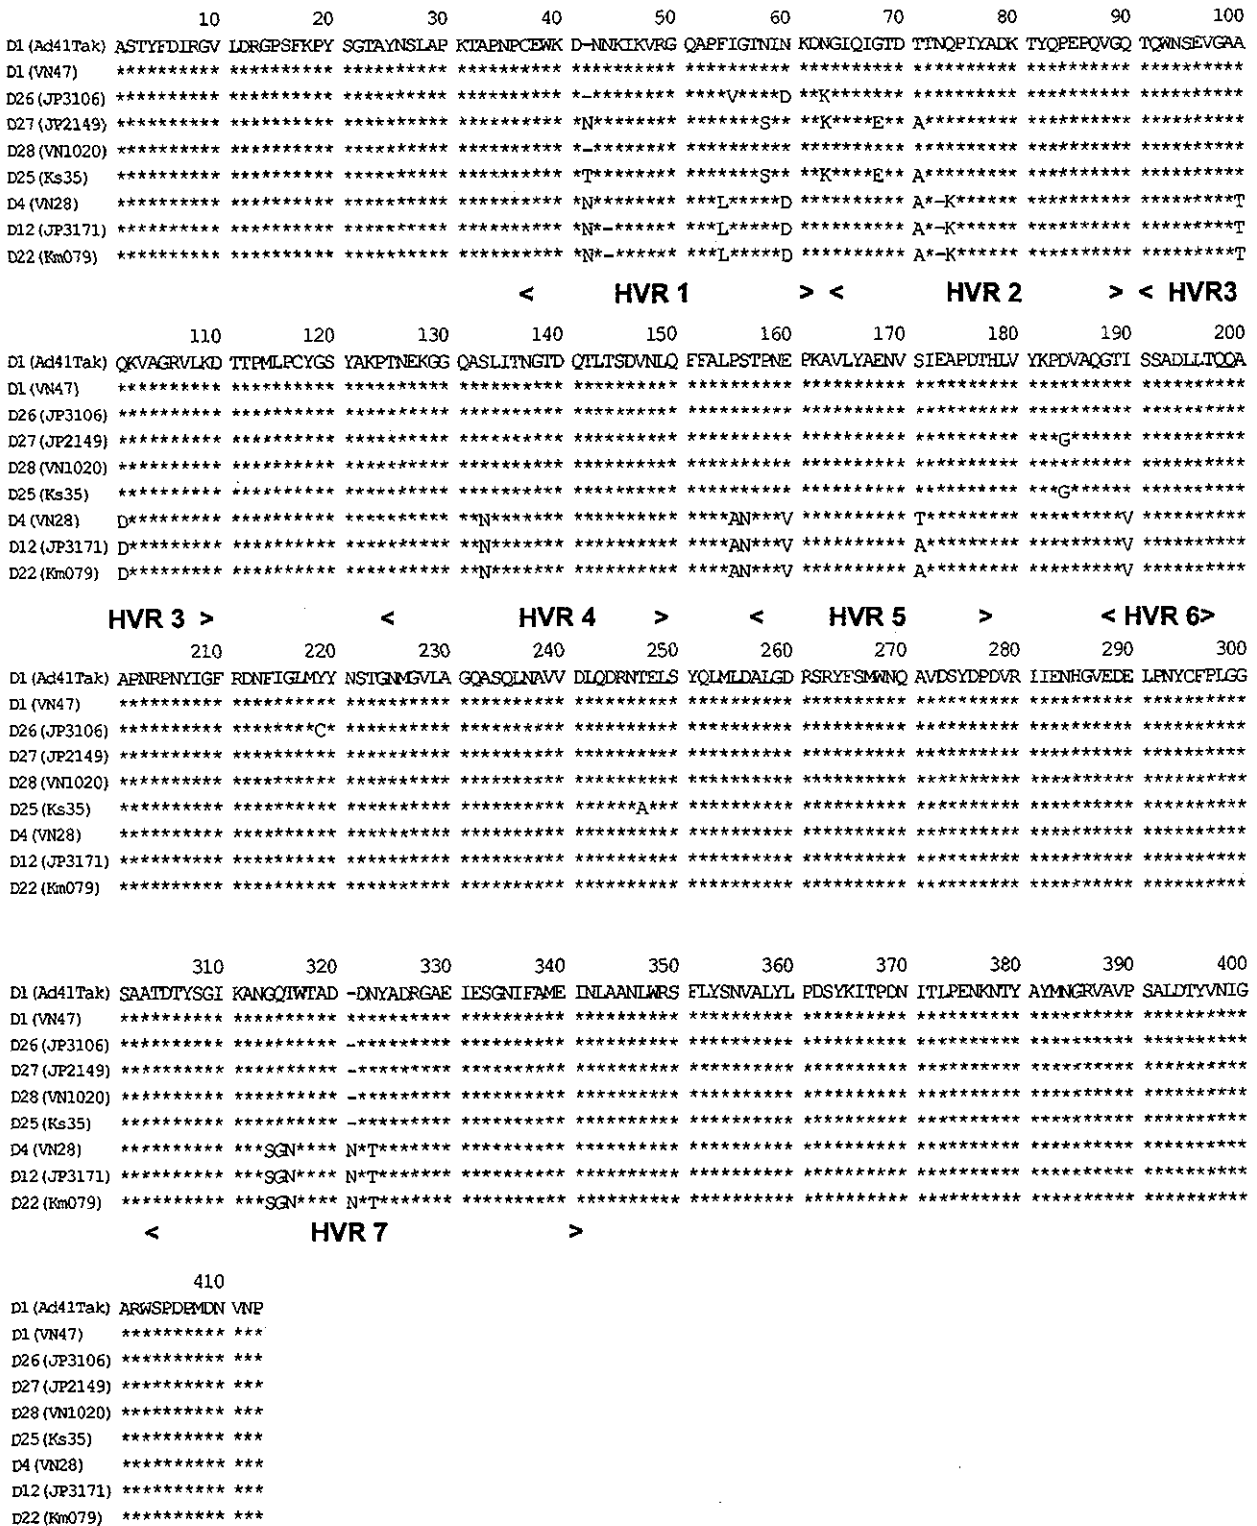 10 20 30 40 50 60 70 80 90 100
D1(Ad41Tak) ASTYFDIRGV LDRGPSFKPY SGTAYNSLAP KTAPNPCEWK D-NNKIKVRG QAPFIGTNIN KDNGIQIGTD TTNQPIYADK TYQPEPQVGQ TQWNSEVGAA
D1(VN47) ********** ********** ********** ********** ********** ********** ********** ********** ********** **********
D26(JP3106) ********** ********** ********** ********** *-******** ****V****D **K******* ********** ********** **********
D27(JP2149) ********** ********** ********** ********** *N******** *******S** **K****E** A********* ********** **********
D28(VN1020) ********** ********** ********** ********** *-******** ********** ********** ********** ********** **********
D25(Ks35) ********** ********** ********** ********** *T******** *******S** **K****E** A********* ********** **********
D4(VN28) ********** ********** ********** ********** *N******** ***L*****D ********** A*-K****** ********** *********T
D12(JP3171) ********** ********** ********** ********** *N*-****** ***L*****D ********** A*-K****** ********** *********T
D22(Km079) ********** ********** ********** ********** *N*-****** ***L*****D ********** A*-K****** ********** *********T
< HVR 1 > < HVR 2 > < HVR3
110 120 130 140 150 160 170 180 190 200
D1(Ad41Tak) QKVAGRVLKD TTPMLPCYGS YAKPTNEKGG QASLITNGTD QTLTSDVNLQ FFALPSTPNE PKAVLYAENV SIEAPDTHLV YKPDVAQGTI SSADLLTQQA
D1(VN47) ********** ********** ********** ********** ********** ********** ********** ********** ********** **********
D26(JP3106) ********** ********** ********** ********** ********** ********** ********** ********** ********** **********
D27(JP2149) ********** ********** ********** ********** ********** ********** ********** ********** ***G****** **********
D28(VN1020) ********** ********** ********** ********** ********** ********** ********** ********** ********** **********
D25(Ks35) ********** ********** ********** ********** ********** ********** ********** ********** ***G****** **********
D4(VN28) D********* ********** ********** **N******* ********** ****AN***V ********** T********* *********V **********
D12(JP3171) D********* ********** ********** **N******* ********** ****AN***V ********** A********* *********V **********
D22(Km079) D********* ********** ********** **N******* ********** ****AN***V ********** A********* *********V **********
HVR 3 > < HVR 4 > < HVR 5 > < HVR 6>
210 220 230 240 250 260 270 280 290 300
D1(Ad41Tak) APNRPNYIGF RDNFIGLMYY NSTGNMGVLA GQASQLNAVV DLQDRNTELS YQLMLDALGD RSRYFSMWNQ AVDSYDPDVR IIENHGVEDE LPNYCFPLGG
D1(VN47) ********** ********** ********** ********** ********** ********** ********** ********** ********** **********
D26(JP3106) ********** ********C* ********** ********** ********** ********** ********** ********** ********** **********
D27(JP2149) ********** ********** ********** ********** ********** ********** ********** ********** ********** **********
D28(VN1020) ********** ********** ********** ********** ********** ********** ********** ********** ********** **********
D25(Ks35) ********** ********** ********** ********** ******A*** ********** ********** ********** ********** **********
D4(VN28) ********** ********** ********** ********** ********** ********** ********** ********** ********** **********
D12(JP3171) ********** ********** ********** ********** ********** ********** ********** ********** ********** **********
D22(Km079) ********** ********** ********** ********** ********** ********** ********** ********** ********** **********
310 320 330 340 350 360 370 380 390 400
D1(Ad41Tak) SAATDTYSGI KANGQTWTAD -DNYADRGAE IESGNIFAME INLAANLWRS FLYSNVALYL PDSYKITPDN ITLPENKNTY AYMNGRVAVP SALDTYVNIG
D1(VN47) ********** ********** ********** ********** ********** ********** ********** ********** ********** **********
D26(JP3106) ********** ********** -********* ********** ********** ********** ********** ********** ********** **********
D27(JP2149) ********** ********** -********* ********** ********** ********** ********** ********** ********** **********
D28(VN1020) ********** ********** -********* ********** ********** ********** ********** ********** ********** **********
D25(Ks35) ********** ********** -********* ********** ********** ********** ********** ********** ********** **********
D4(VN28) ********** ***SGN**** N*T******* ********** ********** ********** ********** ********** ********** **********
D12(JP3171) ********** ***SGN**** N*T******* ********** ********** ********** ********** ********** ********** **********
D22(Km079) ********** ***SGN**** N*T******* ********** ********** ********** ********** ********** ********** **********
< HVR 7 >
410
D1(Ad41Tak) ARWSPDPMDN VNP
D1(VN47) ********** ***
D26(JP3106) ********** ***
D27(JP2149) ********** ***
D28(VN1020) ********** ***
D25(Ks35) ********** ***
D4(VN28) ********** ***
D12(JP3171) ********** ***
D22(Km079) ********** ***